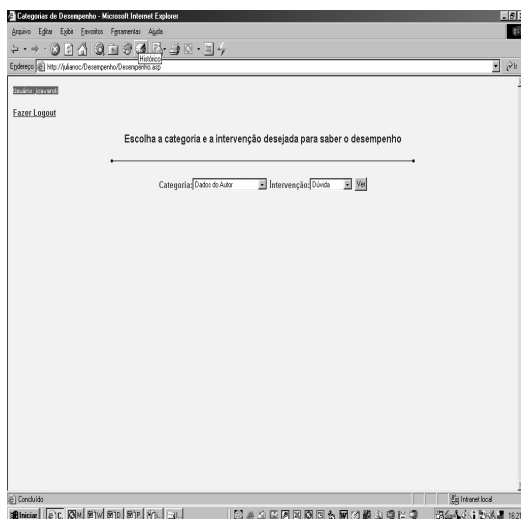 Categorias de Desempenho - Microsoft Internet Explorer
Arquivo Editar Exibir Favoritos Ferramentas Ajuda
Histórico
Endereço http://julianoc/Desempenho/Desempenho.asp Ir
Usuário:
Fazer Logout
Escolha a categoria e a intervenção desejada para saber o desempenho
Categoria: Dados do Autor Intervenção: Dúvida Ver
Concluído Intranet local
Iniciar